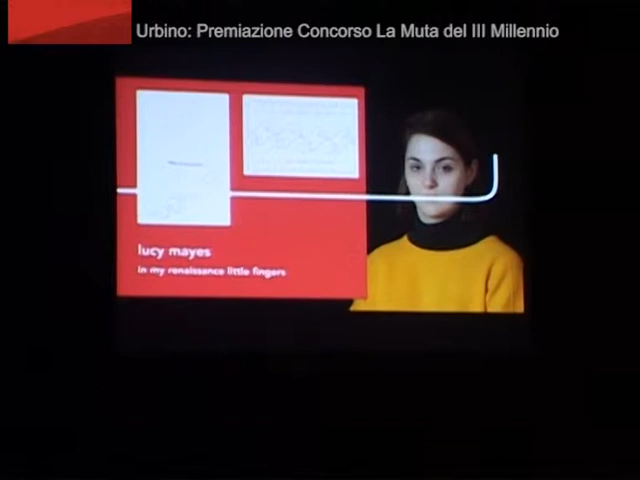 Urbino: Premiazione Concorso La Muta del III Millennio
lucy mayes
in my renaissance little fingers